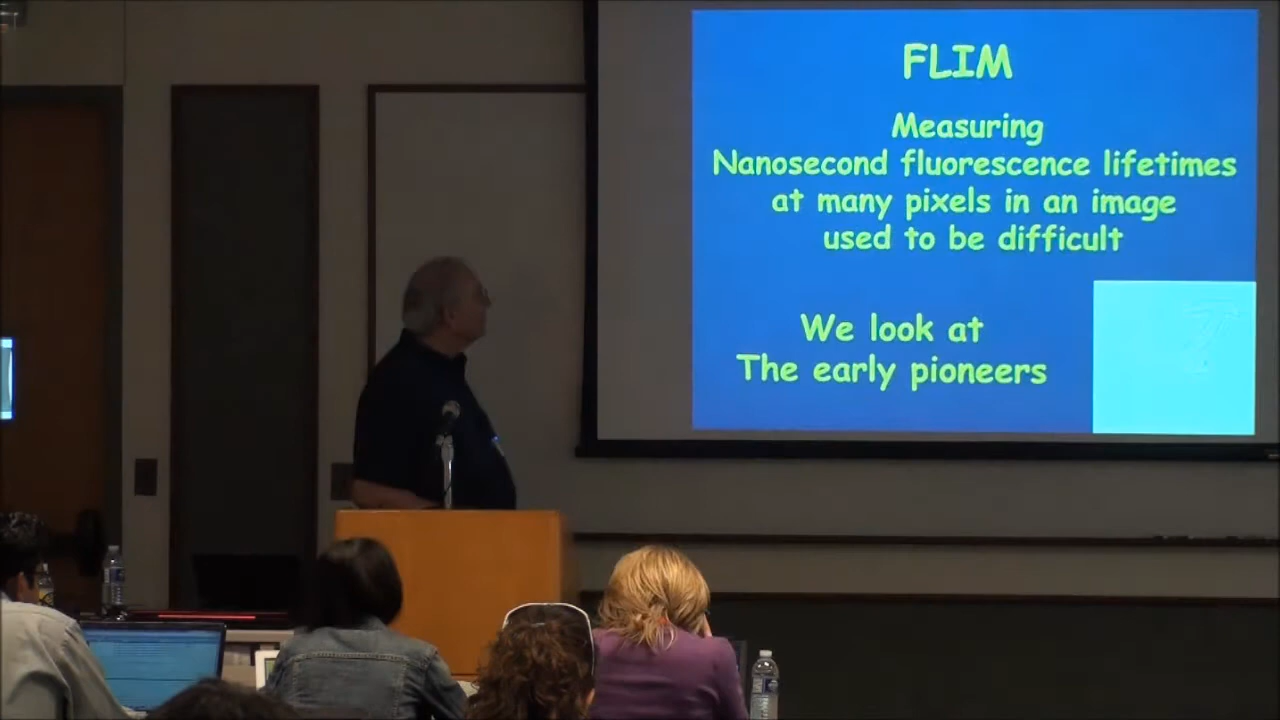 FLIM
Measuring
Nanosecond fluorescence lifetimes
at many pixels in an image
used to be difficult
We look at
The early pioneers